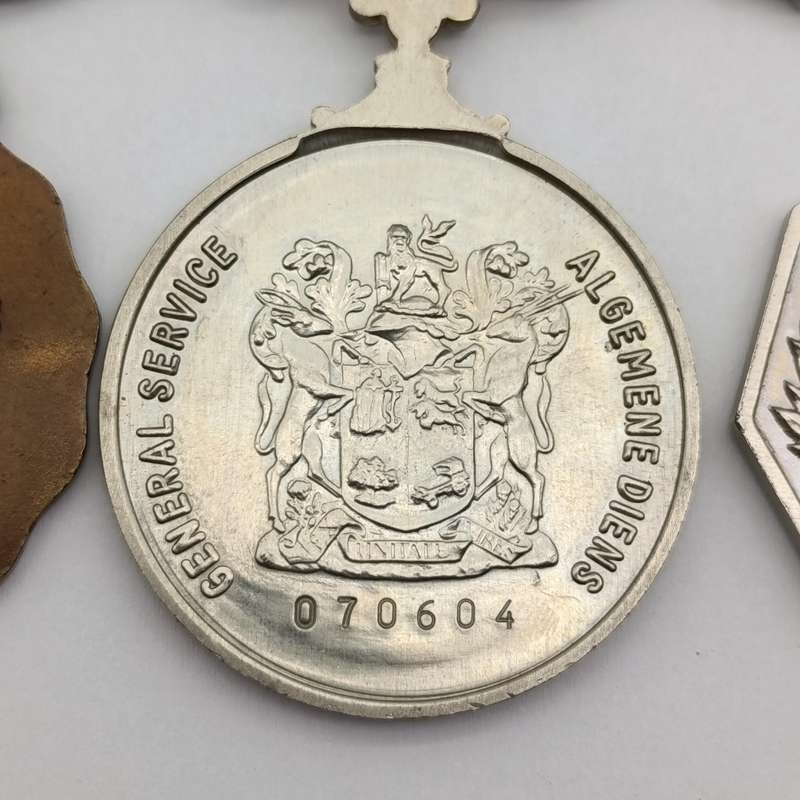 GENERAL SERVICE
ALGEMENE DIENS
070604